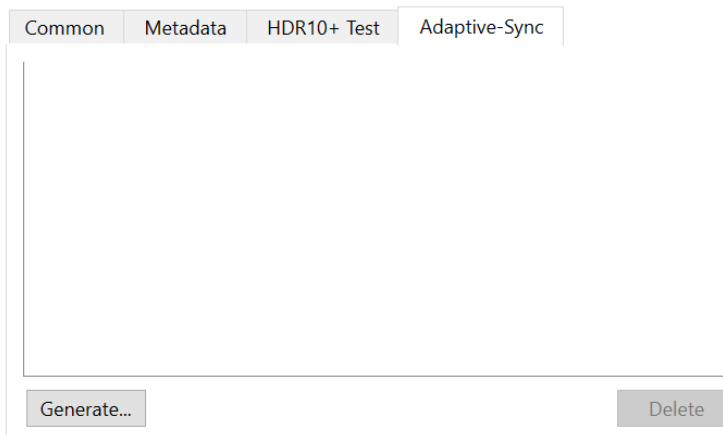 Common Metadata HDR10+ Test Adaptive-Sync
Generate... Delete